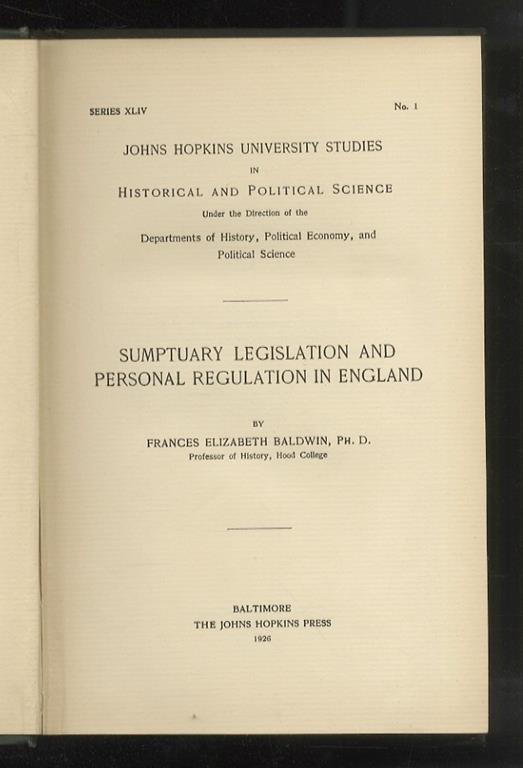 SERIES XLIV No. 1
JOHNS HOPKINS UNIVERSITY STUDIES
IN
HISTORICAL AND POLITICAL SCIENCE
Under the Direction of the
Departments of History, Political Economy, and
Political Science
SUMPTUARY LEGISLATION AND
PERSONAL REGULATION IN ENGLAND
BY
FRANCES ELIZABETH BALDWIN, PH. D.
Professor of History, Hood College
BALTIMORE
THE JOHNS HOPKINS PRESS
1926